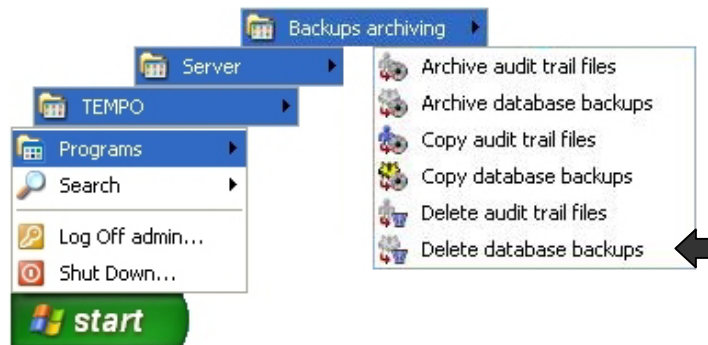 Backups archiving
Server
TEMPO
Programs
Search
Log Off admin...
Shut Down...
start
Archive audit trail files
Archive database backups
Copy audit trail files
Copy database backups
Delete audit trail files
Delete database backups